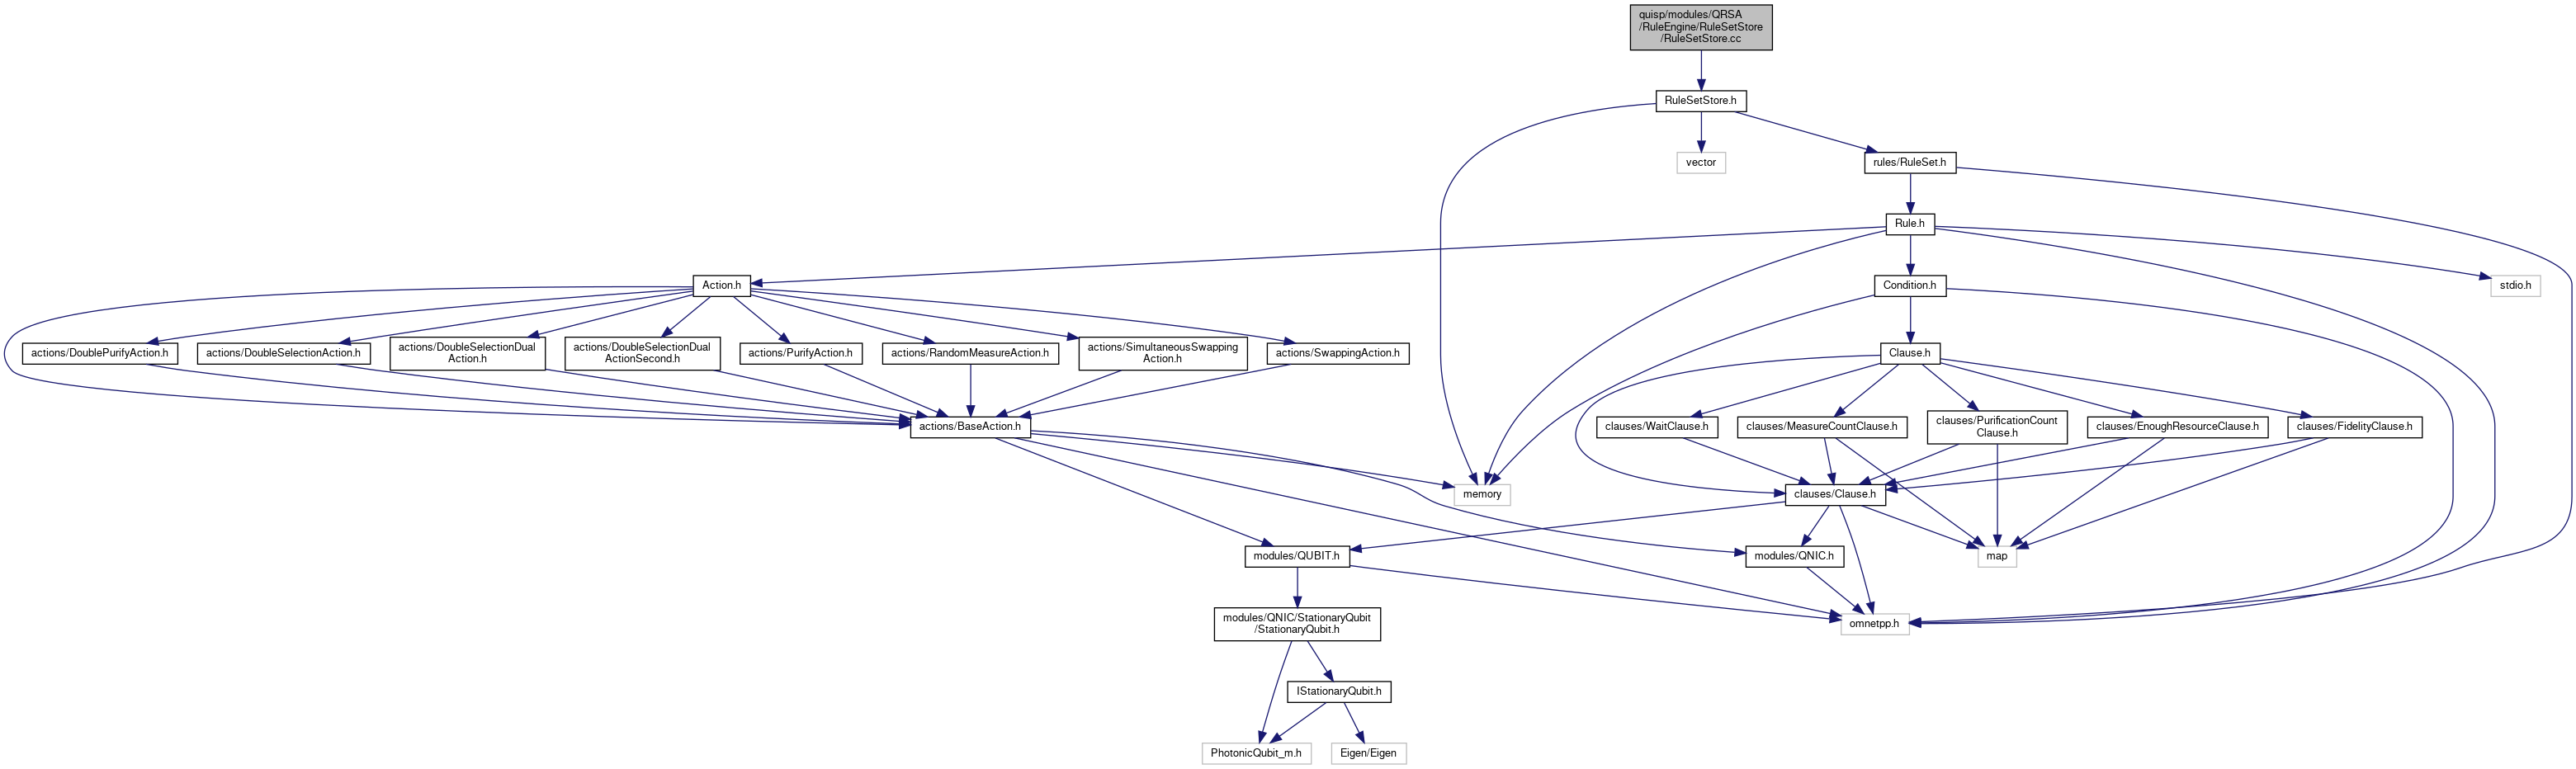 quisp/modules/QRSA
/RuleEngine/RuleSetStore
/RuleSetStore.cc
RuleSetStore.h
vector
rules/RuleSet.h
Rule.h
Action.h
Condition.h
stdio.h
actions/DoublePurifyAction.h
actions/DoubleSelectionAction.h
actions/DoubleSelectionDual
Action.h
actions/DoubleSelectionDual
ActionSecond.h
actions/PurifyAction.h
actions/RandomMeasureAction.h
actions/SimultaneousSwapping
Action.h
actions/SwappingAction.h
Clause.h
actions/BaseAction.h
clauses/WaitClause.h
clauses/MeasureCountClause.h
clauses/PurificationCount
Clause.h
clauses/EnoughResourceClause.h
clauses/FidelityClause.h
memory
clauses/Clause.h
modules/QUBIT.h
modules/QNIC.h
map
modules/QNIC/StationaryQubit
/StationaryQubit.h
omnetpp.h
IStationaryQubit.h
PhotonicQubit_m.h
Eigen/Eigen